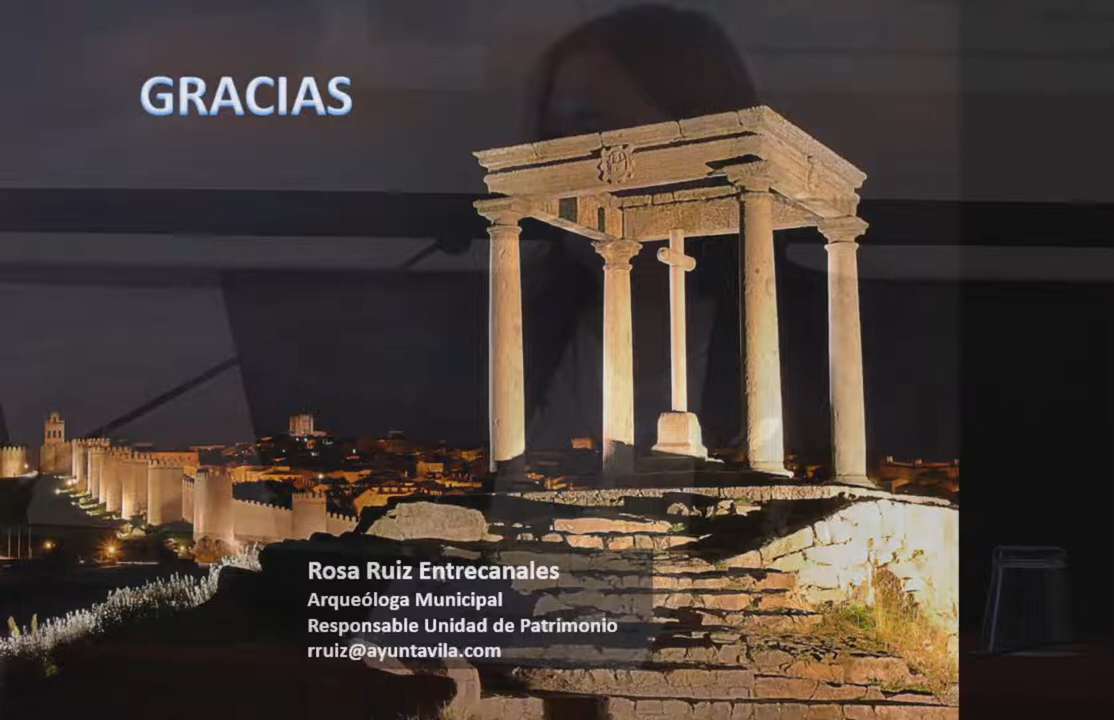 GRACIAS
Rosa Ruiz Entrecanales
Arqueóloga Municipal
Responsable Unidad de Patrimonio
rruiz@ayuntavila.com